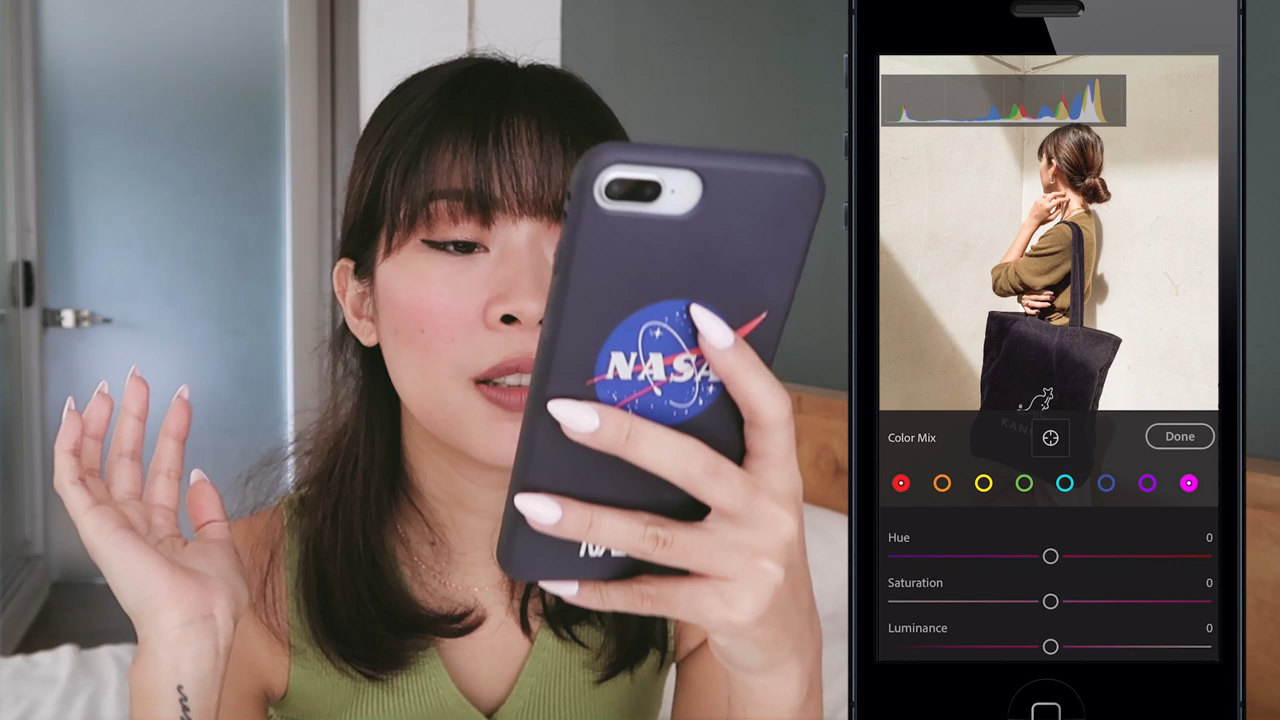 NASA
Color Mix
Done
Hue 0
Saturation 0
Luminance 0